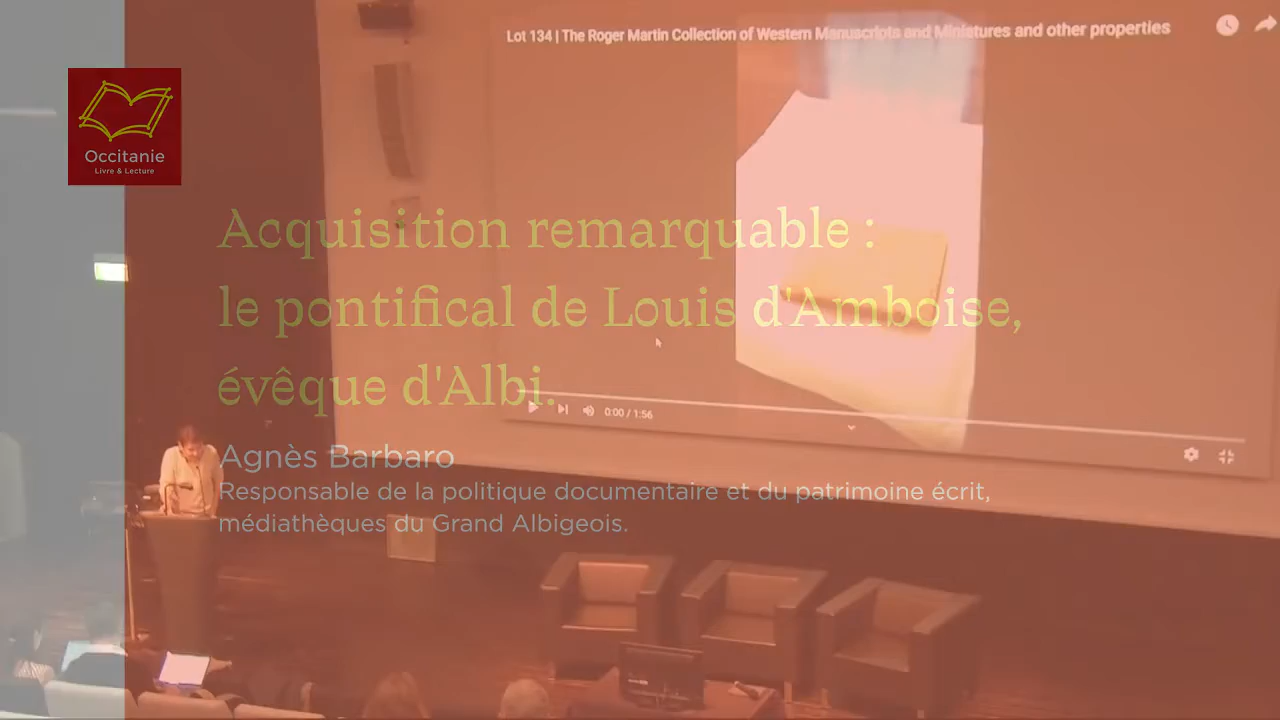 Lot 134 | The Roger Martin Collection of Western Manuscripts and Miniatures and other properties
Occitanie
Livre & Lecture
Acquisition remarquable :
le pontifical de Louis d'Amboise,
évêque d'Albi.
0:00 / 1:56
Agnès Barbaro
Responsable de la politique documentaire et du patrimoine écrit,
médiathèques du Grand Albigeois.